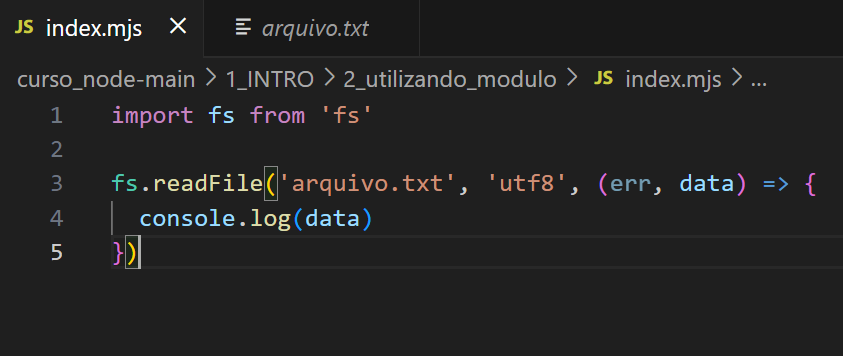 JS index.mjs × arquivo.txt
curso_node-main > 1_INTRO > 2_utilizando_modulo > JS index.mjs > ...
1 import fs from 'fs'
2
3 fs.readFile('arquivo.txt', 'utf8', (err, data) => {
4   console.log(data)
5 })